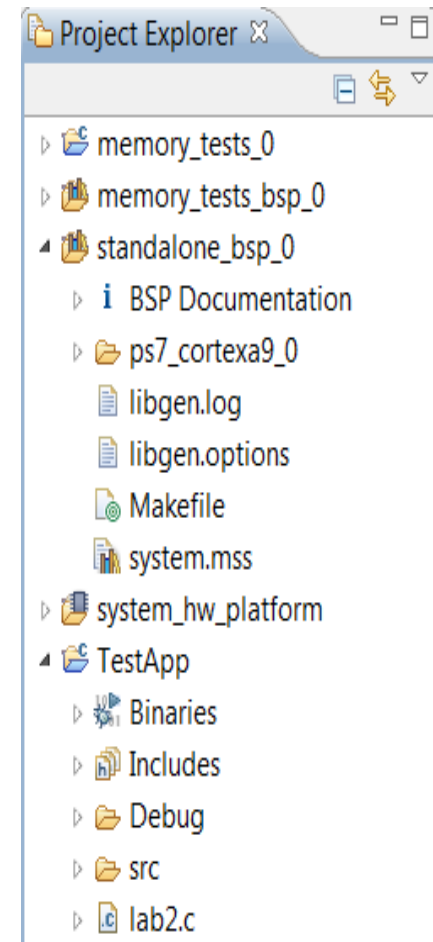 Project Explorer
memory_tests_0
memory_tests_bsp_0
standalone_bsp_0
BSP Documentation
ps7_cortexa9_0
libgen.log
libgen.options
Makefile
system.mss
system_hw_platform
TestApp
Binaries
Includes
Debug
src
lab2.c